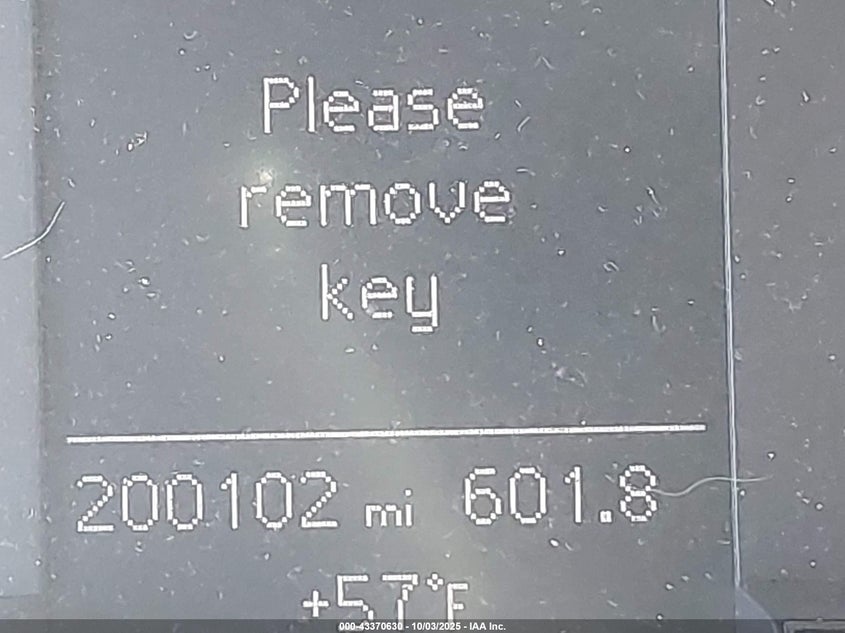 Please
remove
key
200102 mi 601.8
+57°F
000-43370630 - 10/03/2025 - IAA Inc.